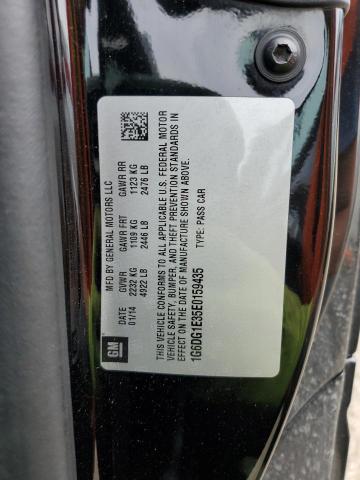 GM
MFD BY GENERAL MOTORS LLC
DATE GVWR GAWR FRT GAWR RR
01/14 2232 KG 1109 KG 1123 KG
4922 LB 2446 LB 2476 LB
THIS VEHICLE CONFORMS TO ALL APPLICABLE U.S. FEDERAL MOTOR
VEHICLE SAFETY, BUMPER, AND THEFT PREVENTION STANDARDS IN
EFFECT ON THE DATE OF MANUFACTURE SHOWN ABOVE.
1G6DG1E35E0159435 TYPE: PASS CAR